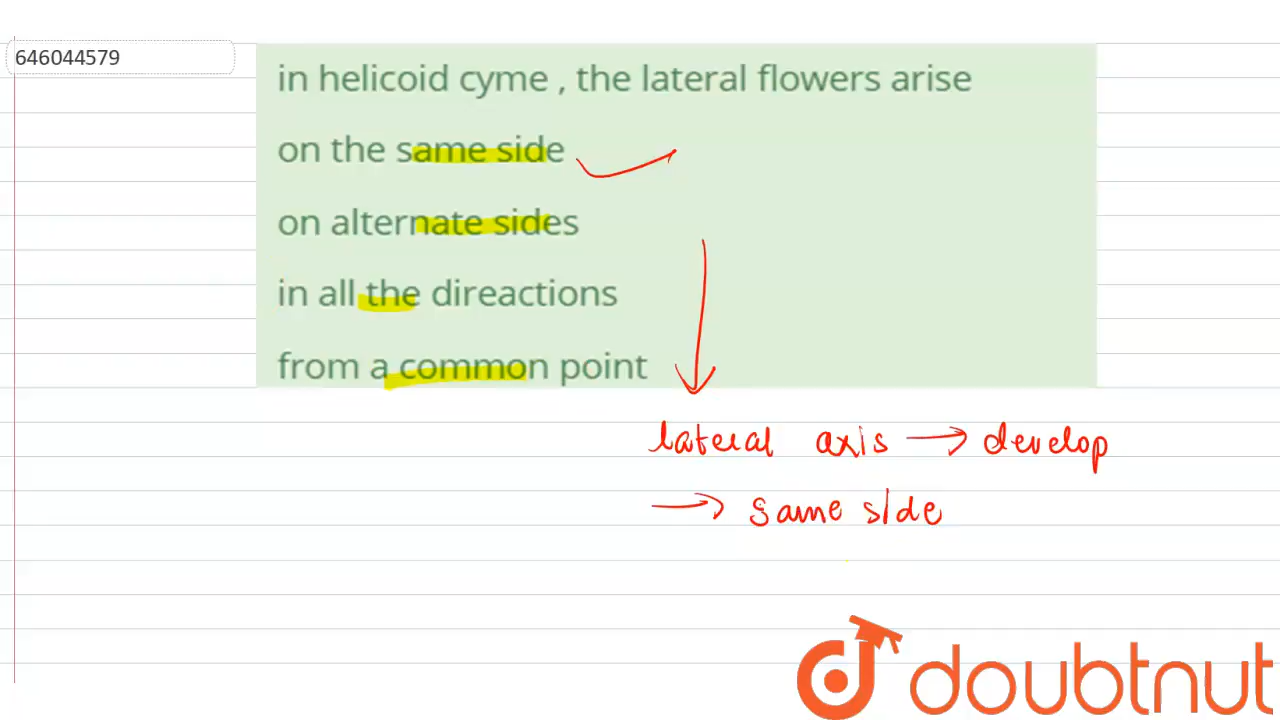 646044579
in helicoid cyme , the lateral flowers arise
on the same side
on alternate sides
in all the direactions
from a common point
lateral axis → develop
→ same side
doubtnut